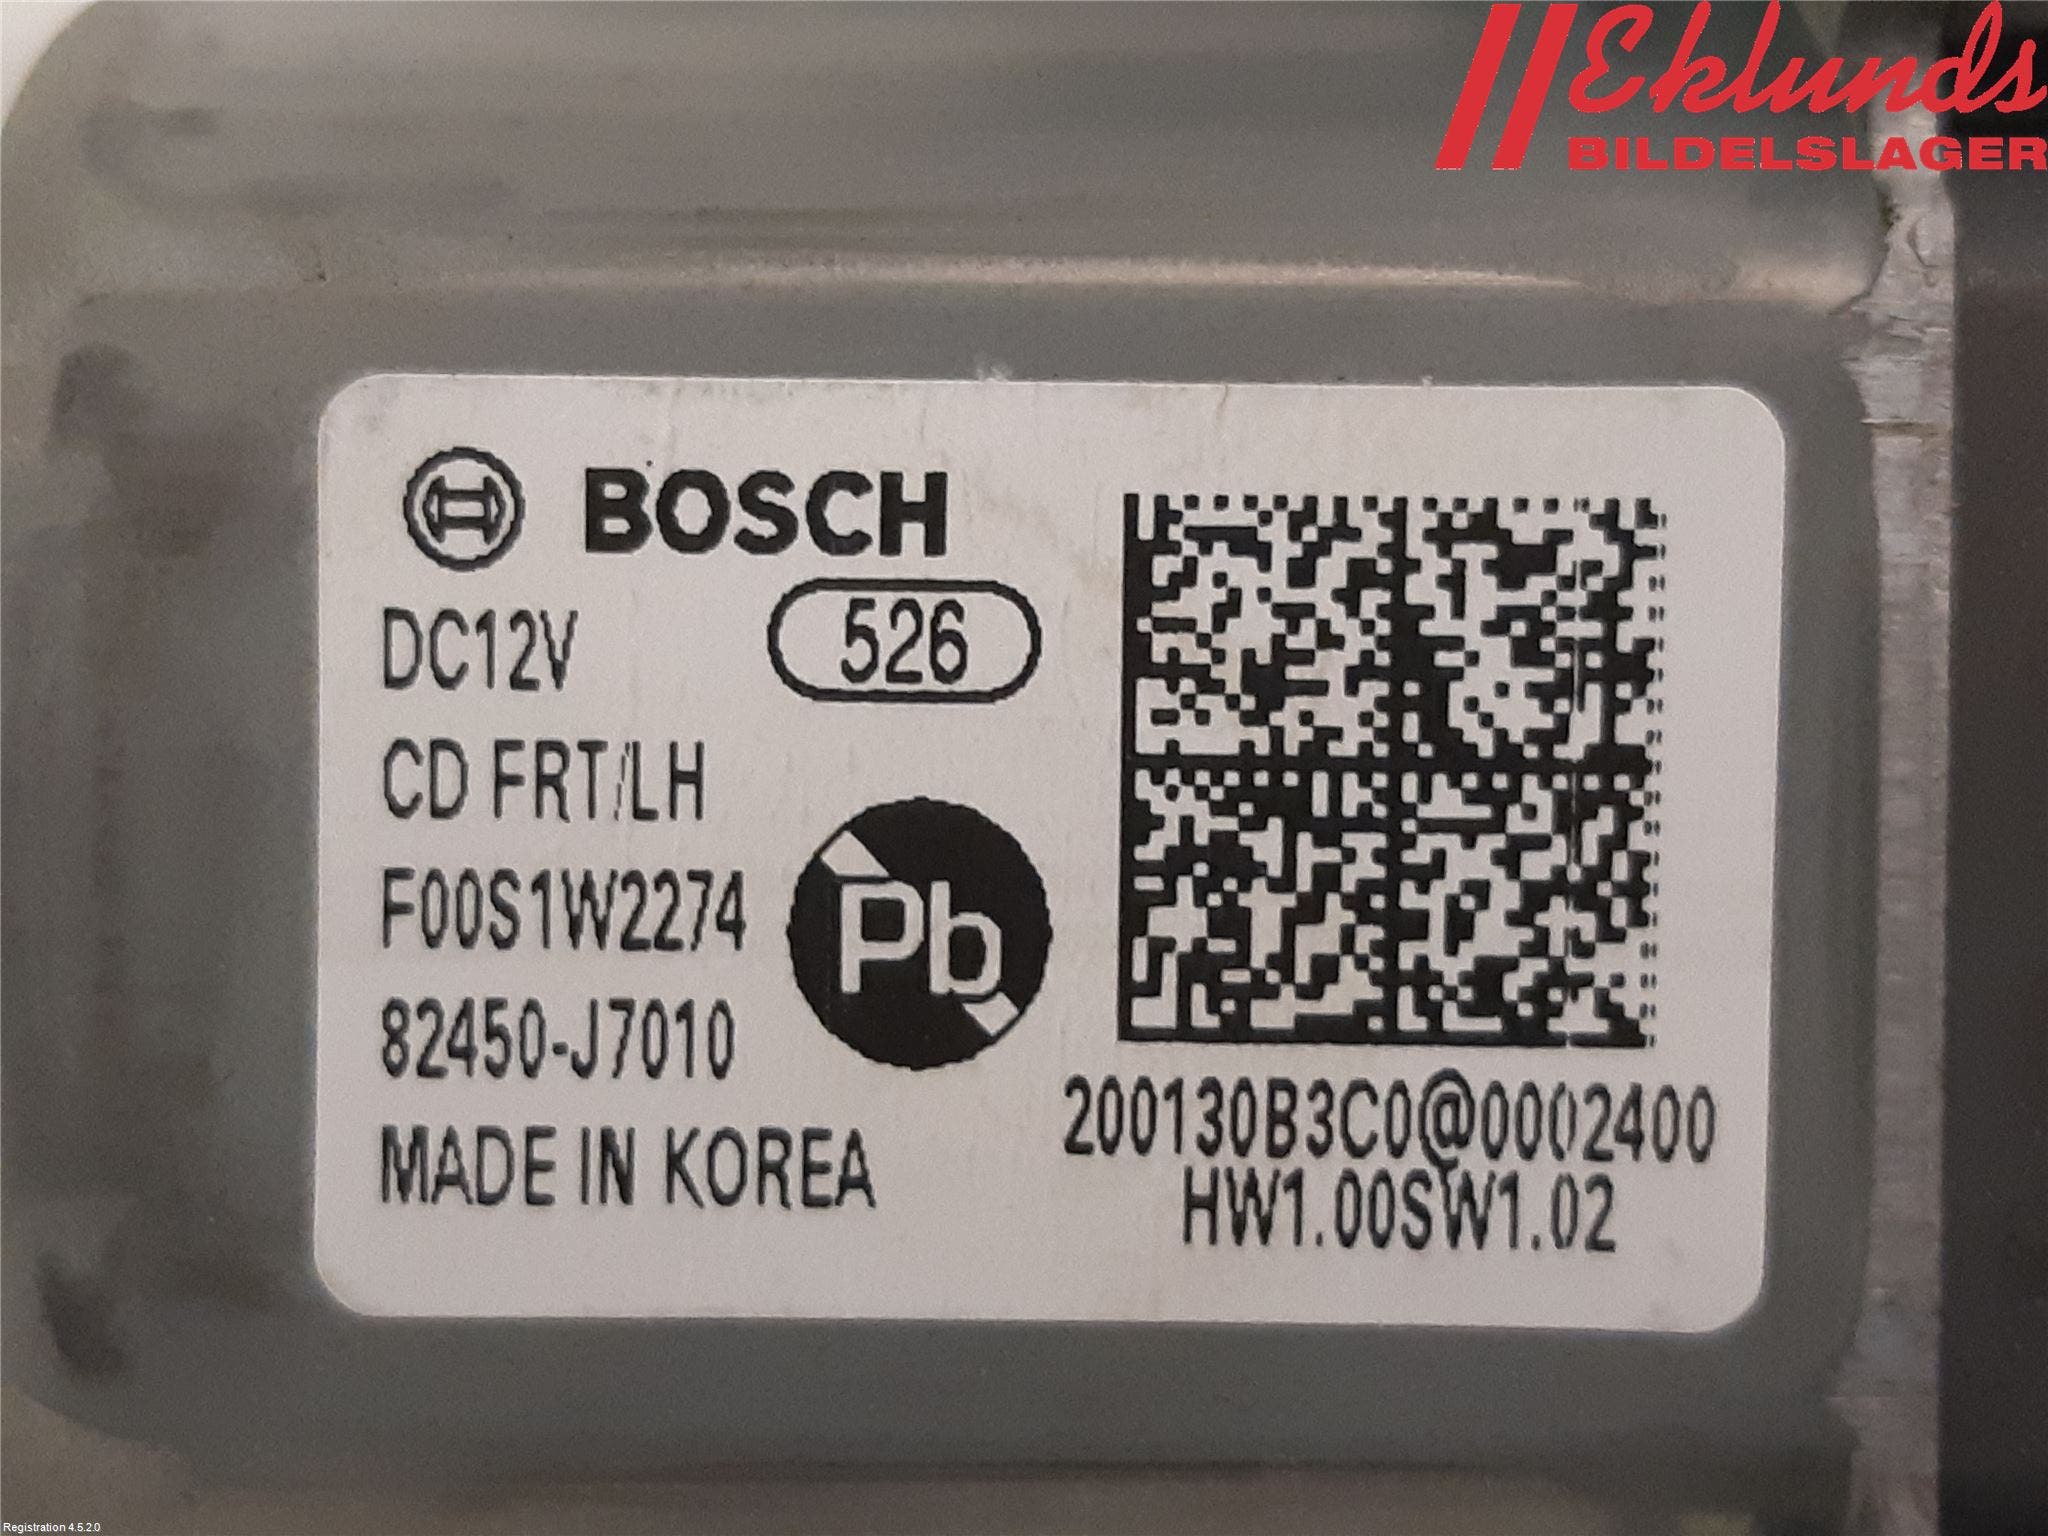 Eklunds
BILDELSLAGER
BOSCH
DC12V
526
CD FRT/LH
F00S1W2274
Pb
82450-J7010
MADE IN KOREA
200130B3C0@0002400
HW1.00SW1.02
Registration 4.5.2.0